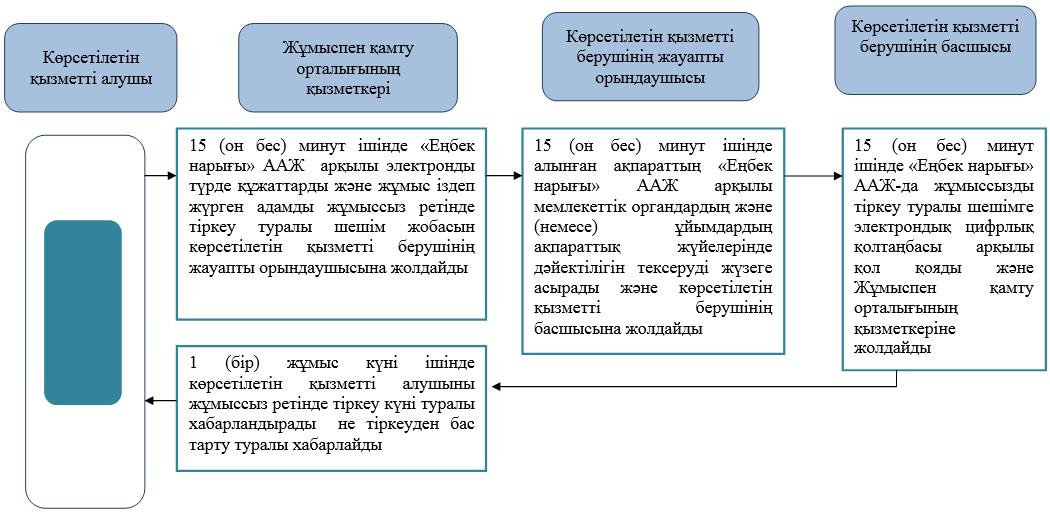 Көрсетілетін
қызметті алушы
Жұмыспен қамту
орталығының
қызметкері
Көрсетілетін қызметті
берушінің жауапты
орындаушысы
Көрсетілетін қызметті
берушінің басшысы
15 (он бес) минут ішінде «Еңбек
нарығы» ААЖ арқылы электронды
түрде құжаттарды және жұмыс іздеп
жүрген адамды жұмыссыз ретінде
тіркеу туралы шешім жобасын
көрсетілетін қызметті берушінің
жауапты орындаушысына жолдайды
15 (он бес) минут ішінде
алынған ақпараттың «Еңбек
нарығы» ААЖ арқылы
мемлекеттік органдардың және
(немесе) ұйымдардың
ақпараттық жүйелерінде
дәйектілігін тексеруді жүзеге
асырады және көрсетілетін
қызметті берушінің
басшысына жолдайды
15 (он бес) минут
ішінде «Еңбек нарығы»
ААЖ-да жұмыссызды
тіркеу туралы шешімге
электрондық цифрлық
қолтаңбасы арқылы
қол қояды және
Жұмыспен қамту
орталығының
қызметкеріне
жолдайды
1 (бір) жұмыс күні ішінде
көрсетілетін қызметті алушыны
жұмыссыз ретінде тіркеу күні туралы
хабарландырады не тіркеуден бас
тарту туралы хабарлайды